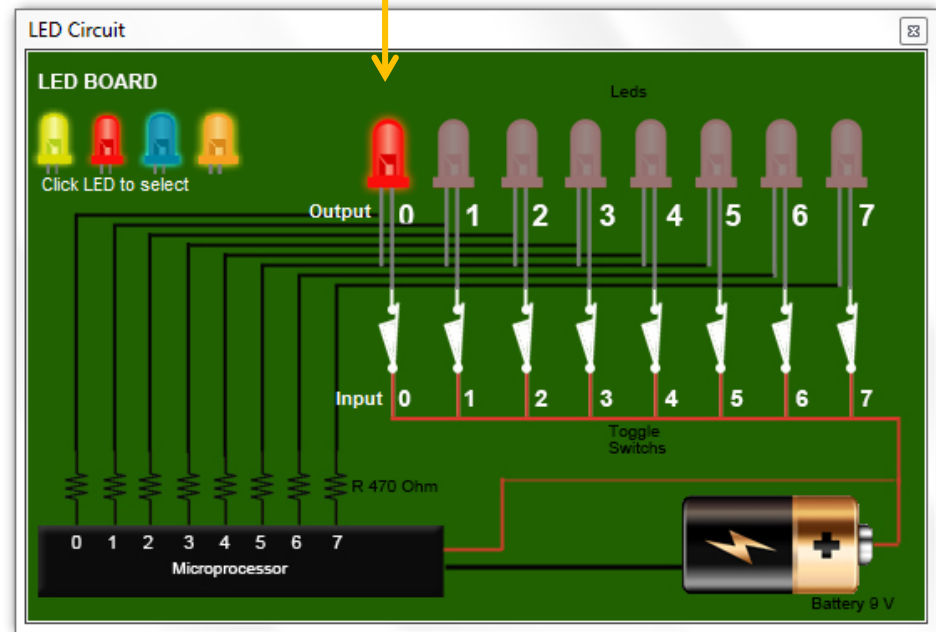 LED Circuit
LED BOARD
Leds
Click LED to select
Output 0 1 2 3 4 5 6 7
Input 0 1 2 3 4 5 6 7
Toggle
Switchs
R 470 Ohm
0 1 2 3 4 5 6 7
Microprocessor
Battery 9 V